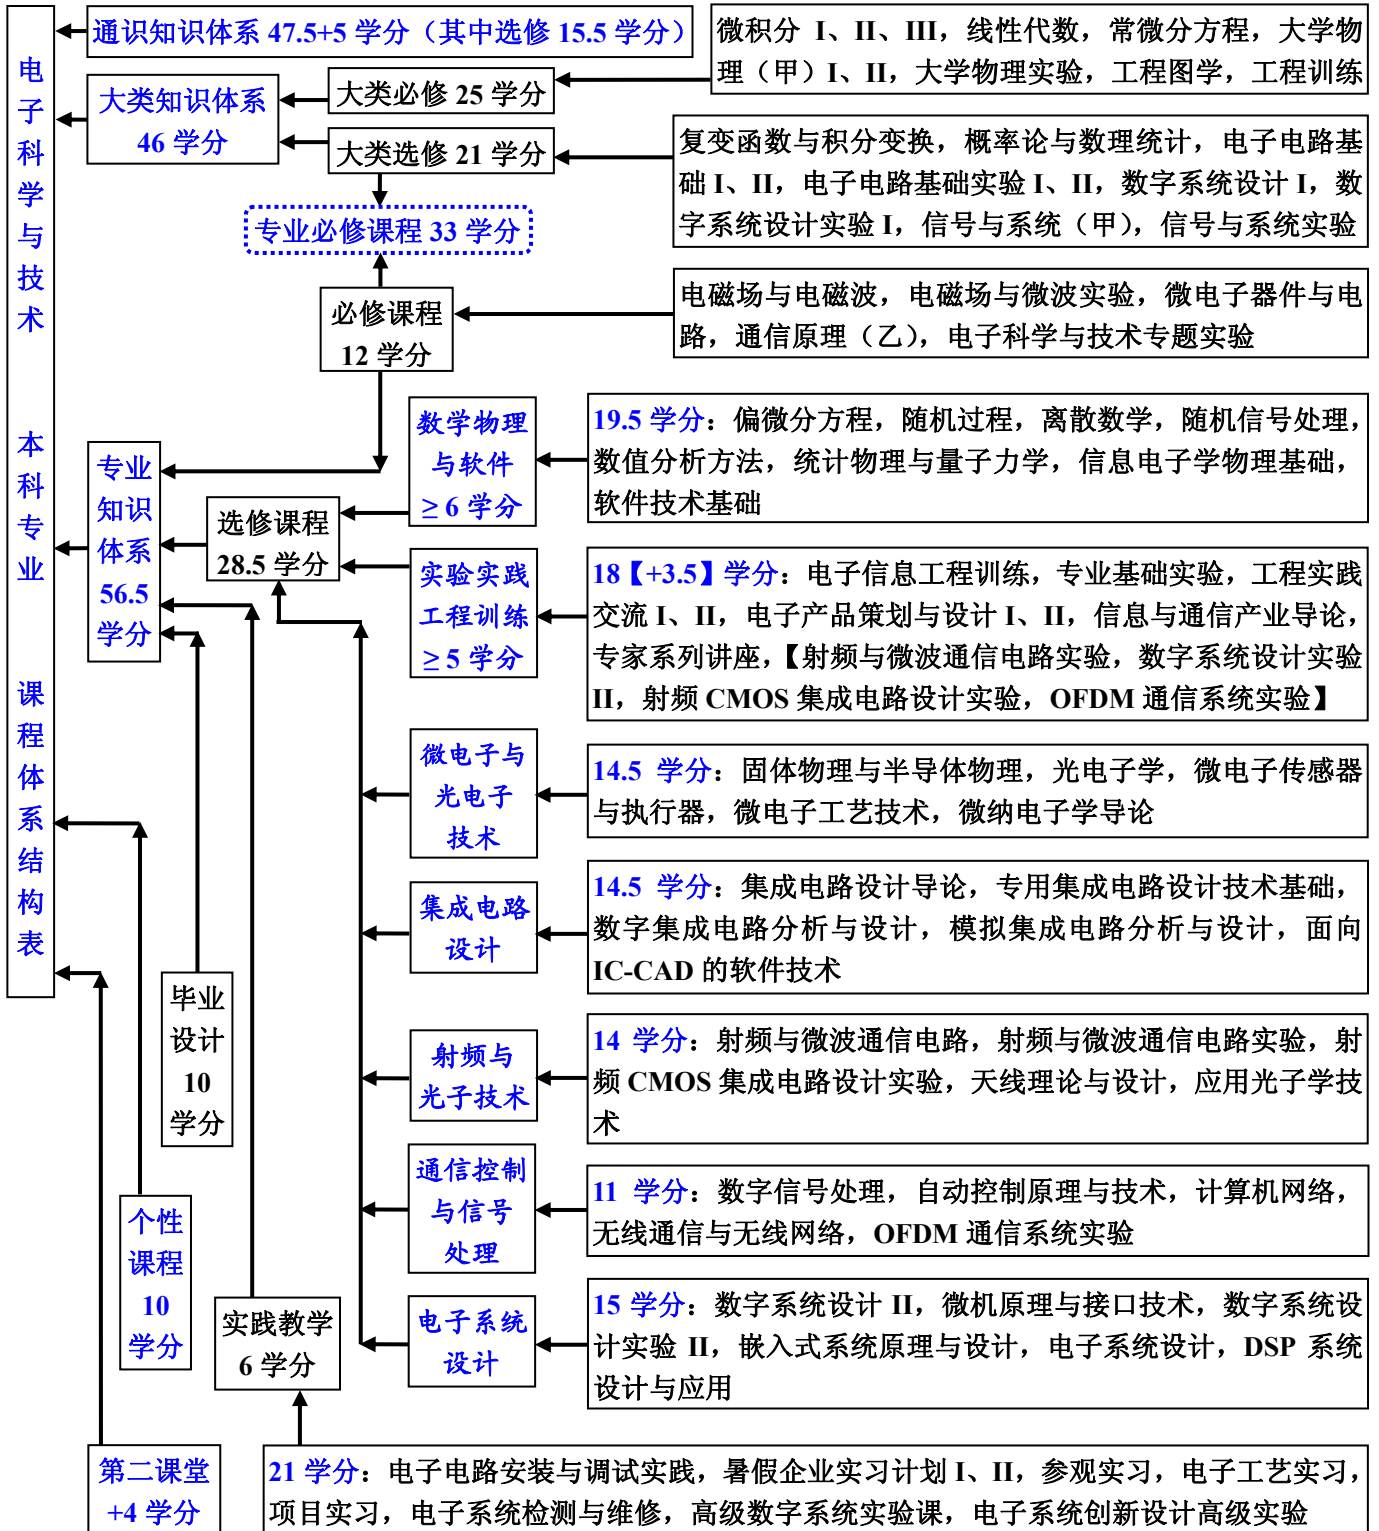 电子科学与技术 本科专业 课程体系结构表
通识知识体系 47.5+5 学分（其中选修 15.5 学分）
微积分 I、II、III，线性代数，常微分方程，大学物
理（甲）I、II，大学物理实验，工程图学，工程训练
大类知识体系
46 学分
大类必修 25 学分
大类选修 21 学分
复变函数与积分变换，概率论与数理统计，电子电路基
础 I、II，电子电路基础实验 I、II，数字系统设计 I，数
字系统设计实验 I，信号与系统（甲），信号与系统实验
专业必修课程 33 学分
必修课程
12 学分
电磁场与电磁波，电磁场与微波实验，微电子器件与电
路，通信原理（乙），电子科学与技术专题实验
专业
知识
体系
56.5
学分
选修课程
28.5 学分
数学物理
与软件
≥ 6 学分
19.5 学分：偏微分方程，随机过程，离散数学，随机信号处理，
数值分析方法，统计物理与量子力学，信息电子学物理基础，
软件技术基础
实验实践
工程训练
≥ 5 学分
18【+3.5】学分：电子信息工程训练，专业基础实验，工程实践
交流 I、II，电子产品策划与设计 I、II，信息与通信产业导论，
专家系列讲座，【射频与微波通信电路实验，数字系统设计实验
II，射频 CMOS 集成电路设计实验，OFDM 通信系统实验】
微电子与
光电子
技术
14.5 学分：固体物理与半导体物理，光电子学，微电子传感器
与执行器，微电子工艺技术，微纳电子学导论
集成电路
设计
14.5 学分：集成电路设计导论，专用集成电路设计技术基础，
数字集成电路分析与设计，模拟集成电路分析与设计，面向
IC-CAD 的软件技术
射频与
光子技术
14 学分：射频与微波通信电路，射频与微波通信电路实验，射
频 CMOS 集成电路设计实验，天线理论与设计，应用光子学技
术
通信控制
与信号
处理
11 学分：数字信号处理，自动控制原理与技术，计算机网络，
无线通信与无线网络，OFDM 通信系统实验
电子系统
设计
15 学分：数字系统设计 II，微机原理与接口技术，数字系统设
计实验 II，嵌入式系统原理与设计，电子系统设计，DSP 系统
设计与应用
毕业
设计
10
学分
个性
课程
10
学分
实践教学
6 学分
第二课堂
+4 学分
21 学分：电子电路安装与调试实践，暑假企业实习计划 I、II，参观实习，电子工艺实习，
项目实习，电子系统检测与维修，高级数字系统实验课，电子系统创新设计高级实验